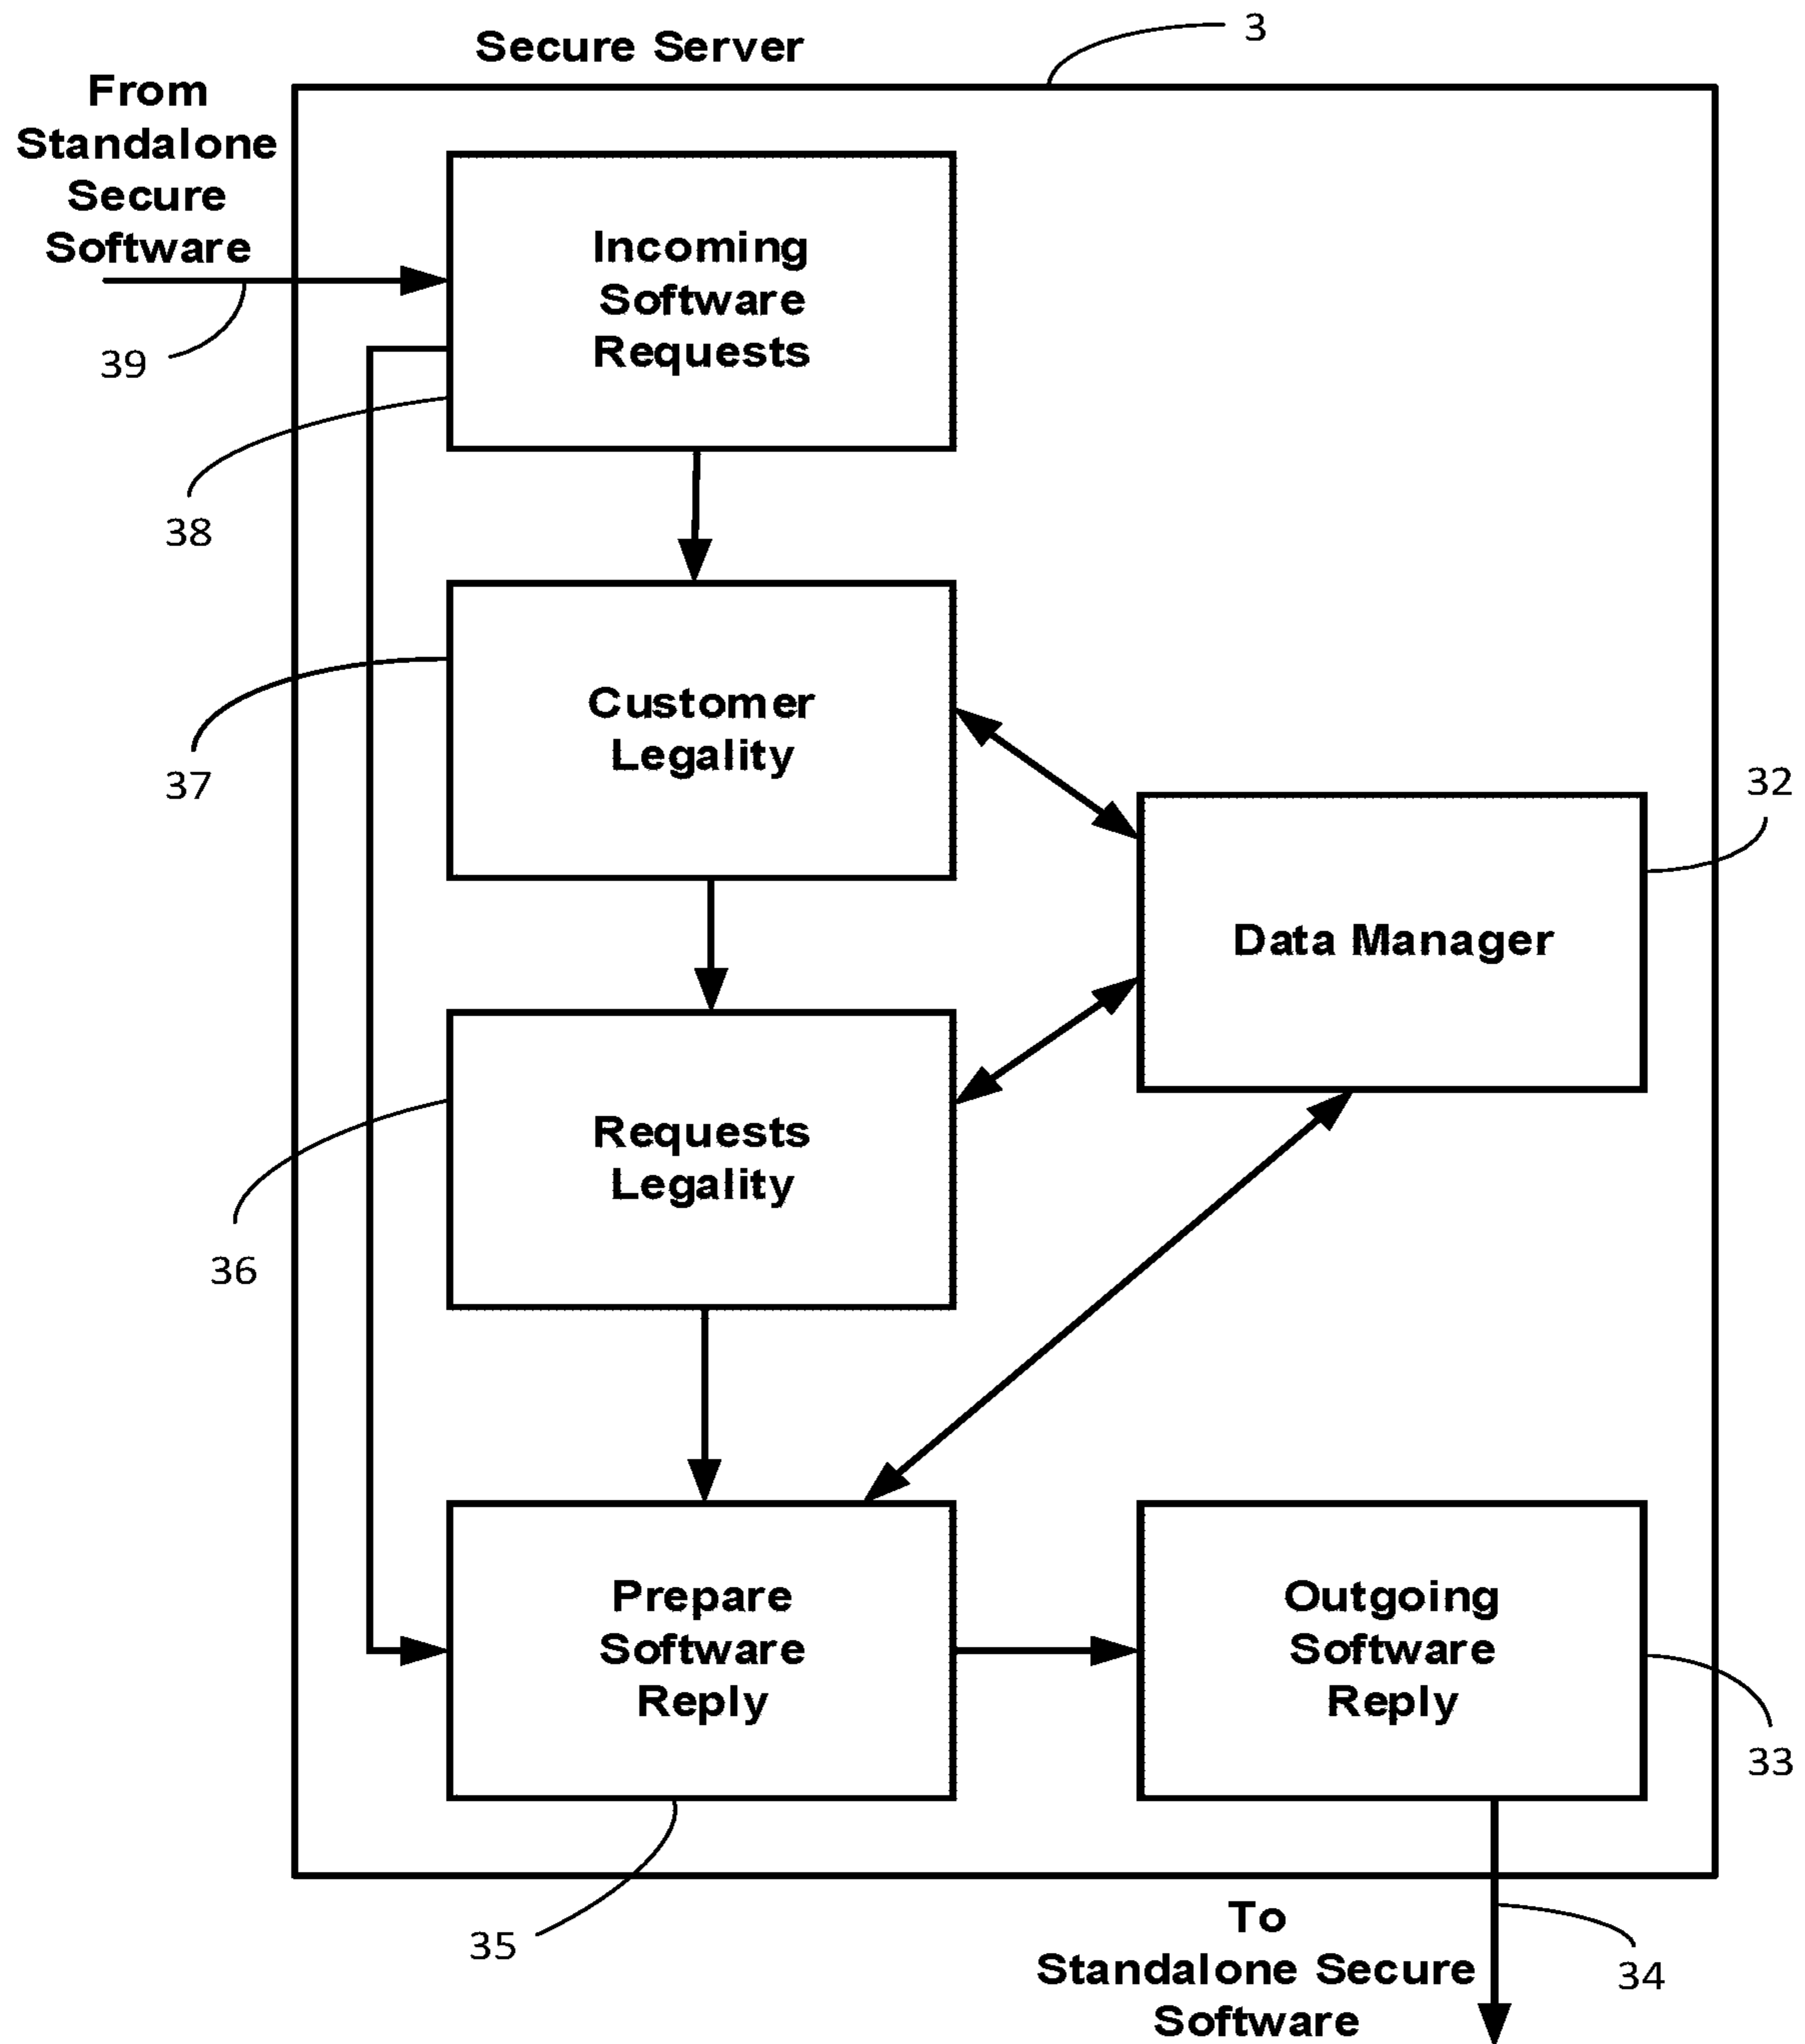 Secure Server
3
From
Standalone
Secure
Software
39
Incoming
Software
Requests
38
Customer
Legality
37
32
Data Manager
Requests
Legality
36
Prepare
Software
Reply
Outgoing
Software
Reply
33
35
To
Standalone Secure
Software
34